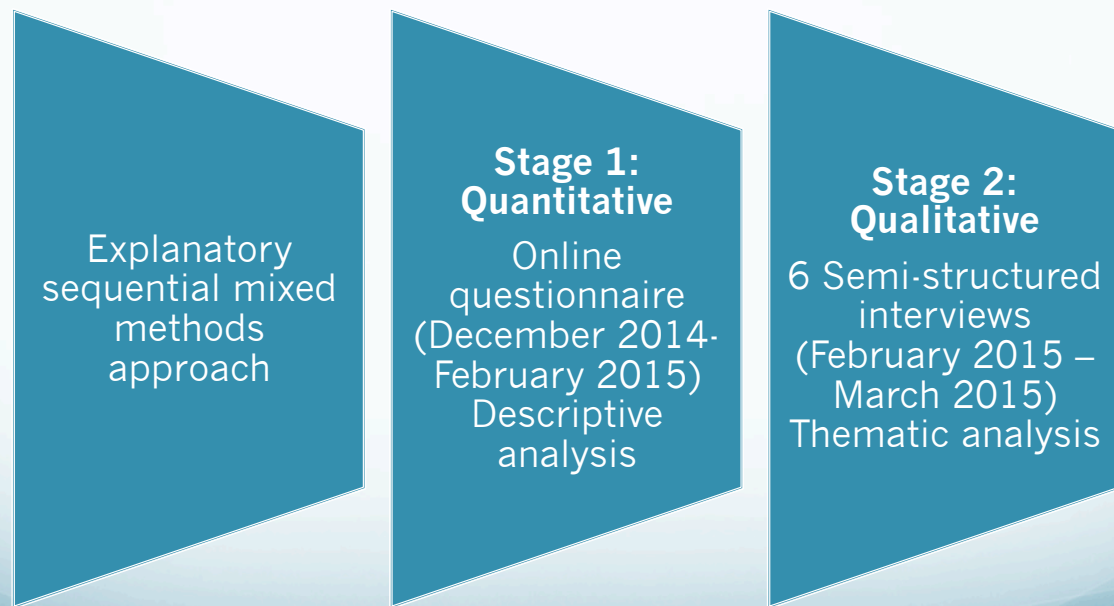 Explanatory
sequential mixed
methods
approach
Stage 1:
Quantitative
Online
questionnaire
(December 2014-
February 2015)
Descriptive
analysis
Stage 2:
Qualitative
6 Semi-structured
interviews
(February 2015 –
March 2015)
Thematic analysis